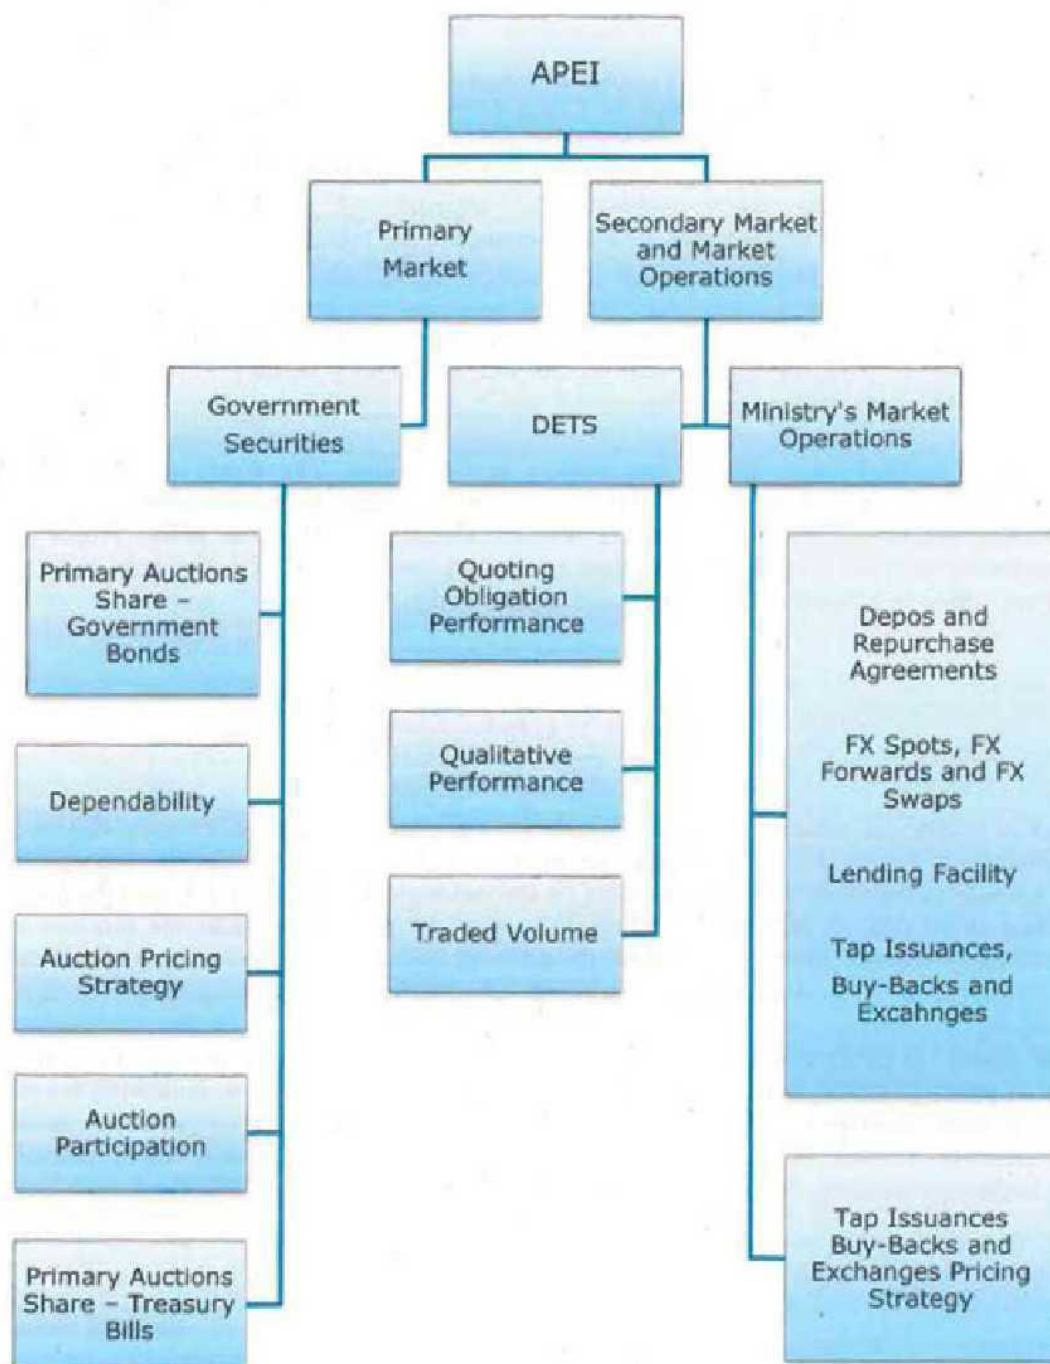 APEI
Primary
Market
Secondary Market
and Market
Operations
Government
Securities
DETS
Ministry's Market
Operations
Primary Auctions
Share –
Government
Bonds
Dependability
Auction Pricing
Strategy
Auction
Participation
Primary Auctions
Share – Treasury
Bills
Quoting
Obligation
Performance
Qualitative
Performance
Traded Volume
Depos and
Repurchase
Agreements
FX Spots, FX
Forwards and FX
Swaps
Lending Facility
Tap Issuances,
Buy-Backs and
Excahnges
Tap Issuances
Buy-Backs and
Exchanges Pricing
Strategy